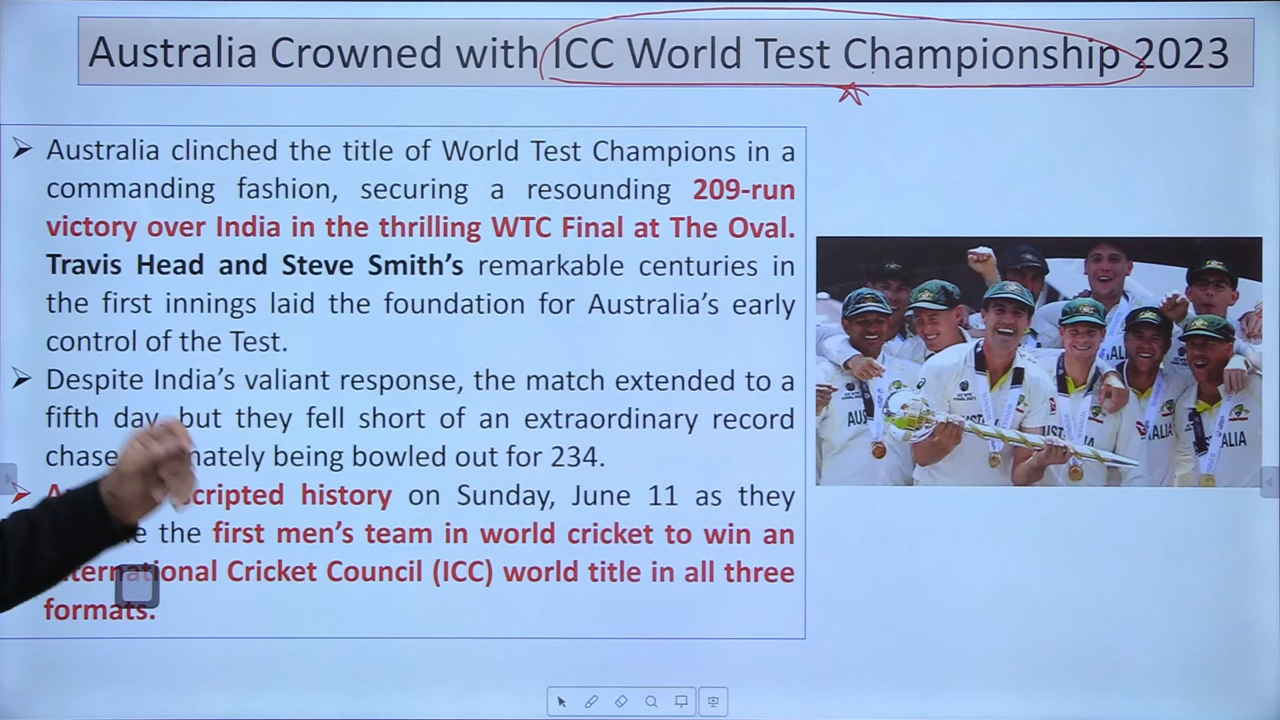 Australia Crowned with ICC World Test Championship 2023
➢ Australia clinched the title of World Test Champions in a
commanding fashion, securing a resounding 209-run
victory over India in the thrilling WTC Final at The Oval.
Travis Head and Steve Smith’s remarkable centuries in
the first innings laid the foundation for Australia’s early
control of the Test.
➢ Despite India’s valiant response, the match extended to a
fifth day, but they fell short of an extraordinary record
chase being bowled out for 234.
➢ scripted history on Sunday, June 11 as they
the first men’s team in world cricket to win an
International Cricket Council (ICC) world title in all three
formats.
AUS
AUST
ALIA
ALIA